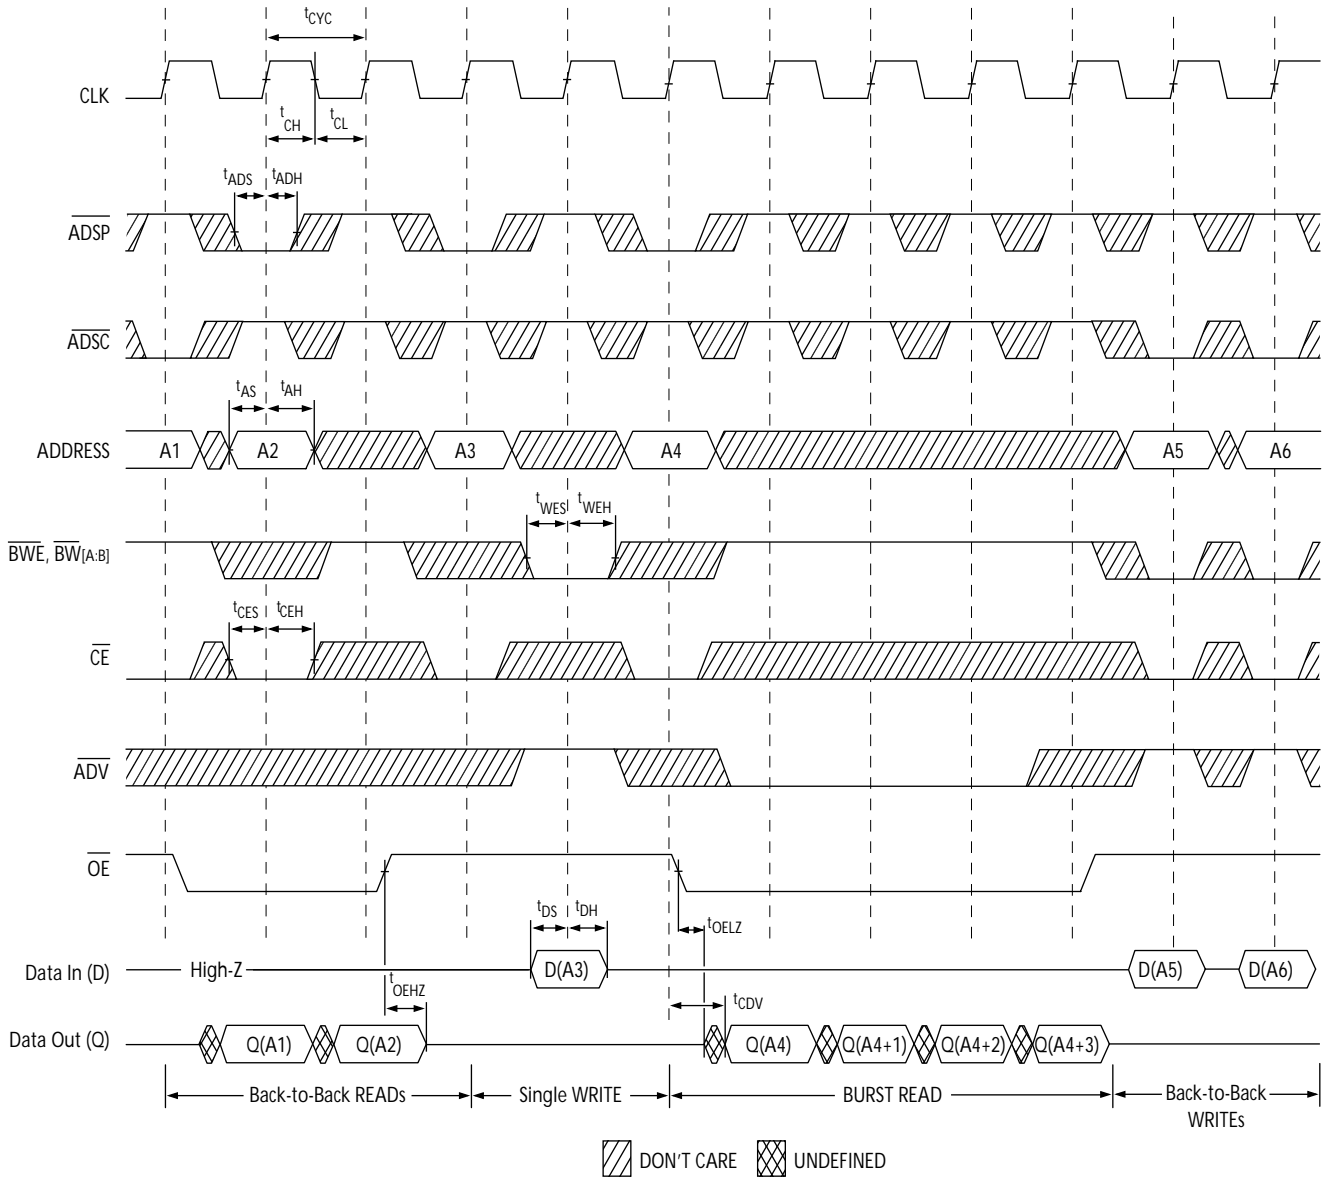 tCYC
CLK
tCH tCL
tADS tADH
ADSP
ADSC
tAS tAH
ADDRESS A1 A2 A3 A4 A5 A6
tWES tWEH
BWE, BW[A:B]
tCES tCEH
CE
ADV
OE
tDS tDH
tOELZ
Data In (D) High-Z D(A3) D(A5) D(A6)
tOEHZ
tCDV
Data Out (Q) Q(A1) Q(A2) Q(A4) Q(A4+1) Q(A4+2) Q(A4+3)
Back-to-Back READs Single WRITE BURST READ Back-to-Back
WRITEs
DON'T CARE UNDEFINED